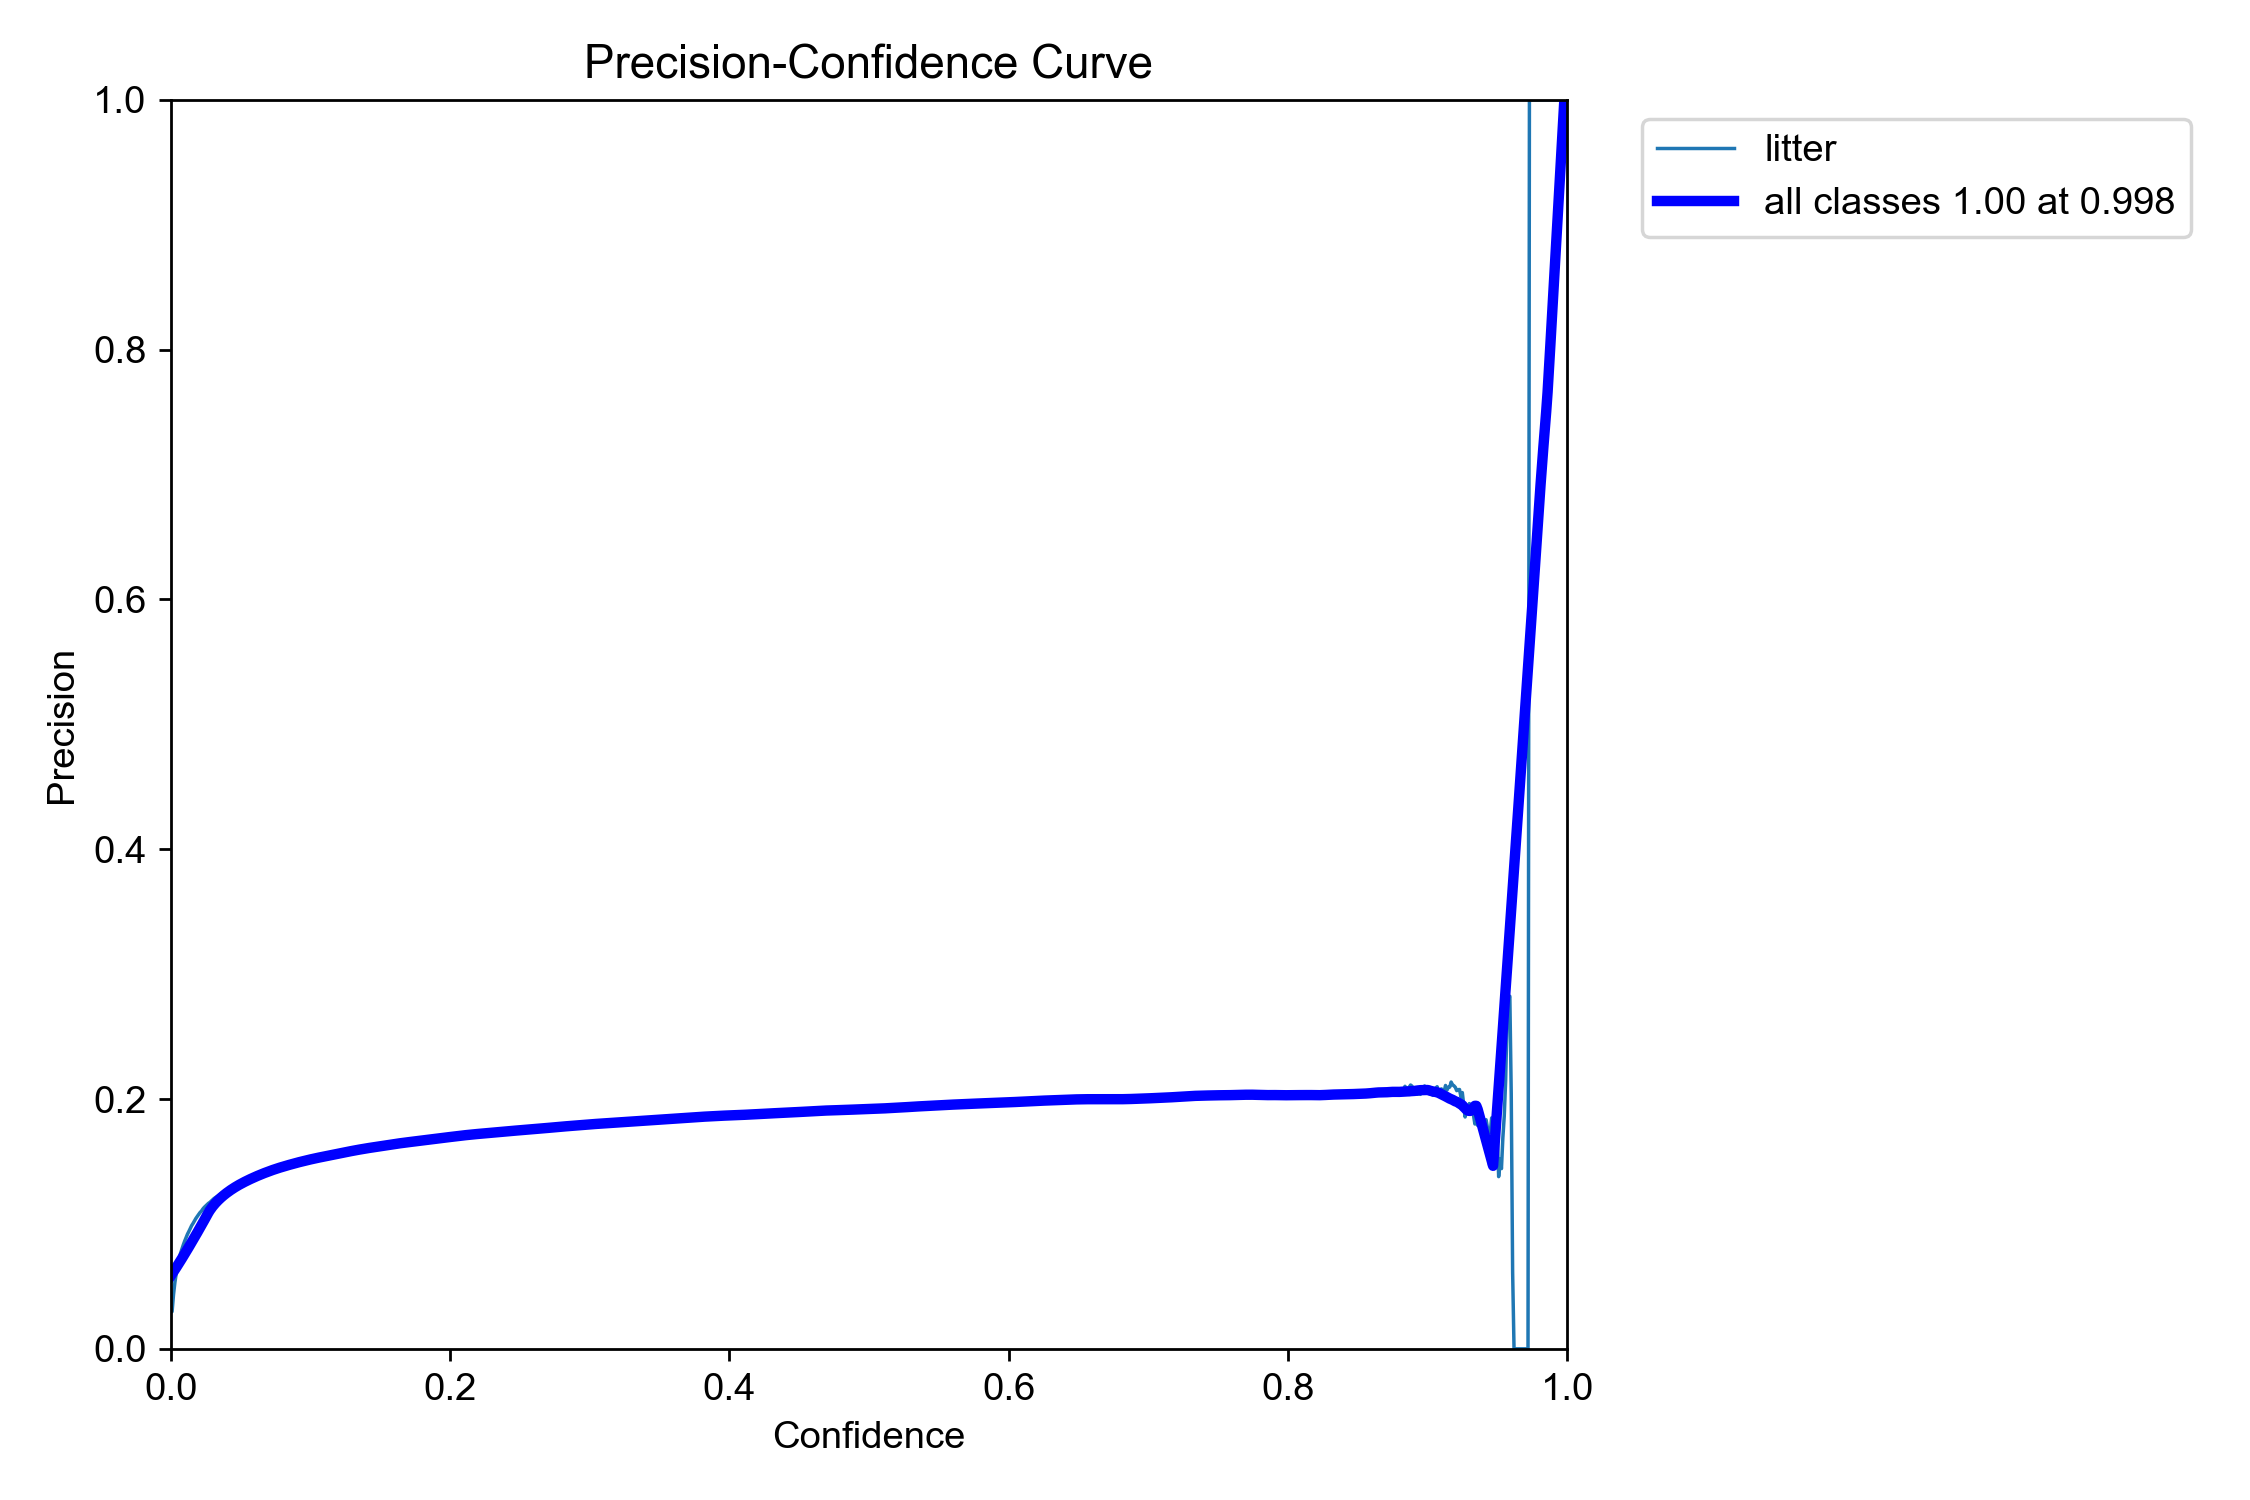 Precision-Confidence Curve
1.0
0.8
0.6
0.4
0.2
0.0
Precision
0.0 0.2 0.4 0.6 0.8 1.0
Confidence
litter
all classes 1.00 at 0.998